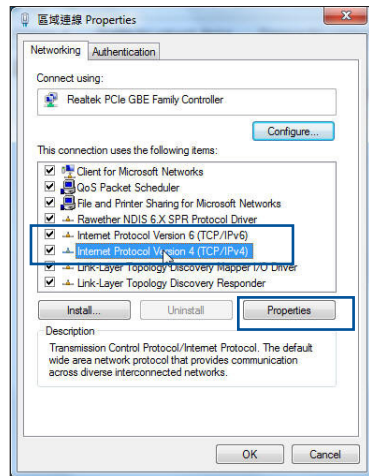 區域連線 Properties
Networking Authentication
Connect using:
Realtek PCIe GBE Family Controller
Configure...
This connection uses the following items:
Client for Microsoft Networks
QoS Packet Scheduler
File and Printer Sharing for Microsoft Networks
Rawether NDIS 6.X SPR Protocol Driver
Internet Protocol Version 6 (TCP/IPv6)
Internet Protocol Version 4 (TCP/IPv4)
Link-Layer Topology Discovery Mapper I/O Driver
Link-Layer Topology Discovery Responder
Install... Uninstall Properties
Description
Transmission Control Protocol/Internet Protocol. The default
wide area network protocol that provides communication
across diverse interconnected networks.
OK Cancel